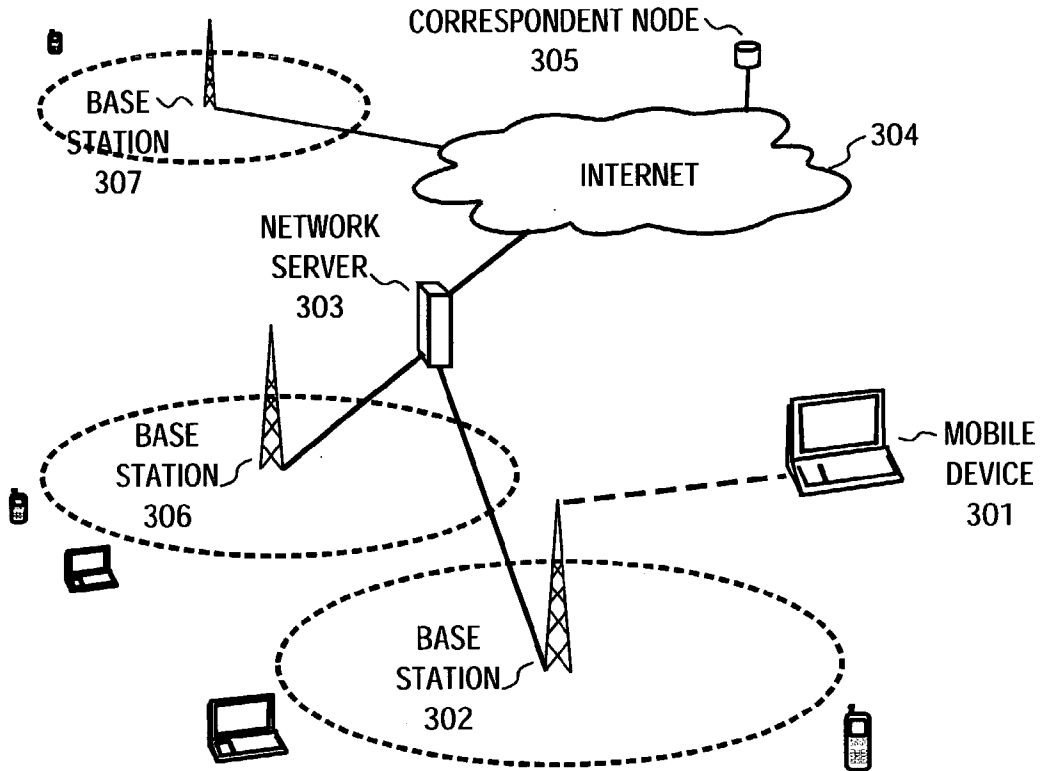 CORRESPONDENT NODE
305
BASE
STATION
307
304
INTERNET
NETWORK
SERVER
303
BASE
STATION
306
MOBILE
DEVICE
301
BASE
STATION
302